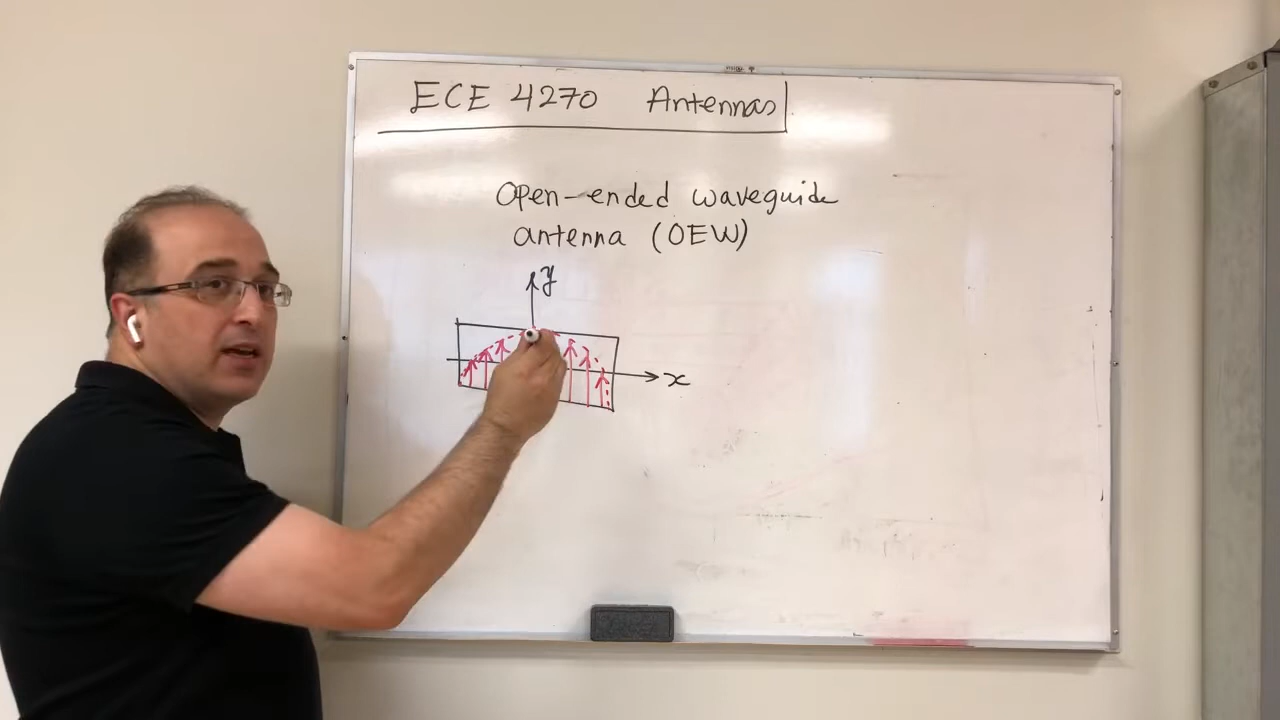 ECE 4270 Antennas
Open-ended waveguide
antenna (OEW)
y
x